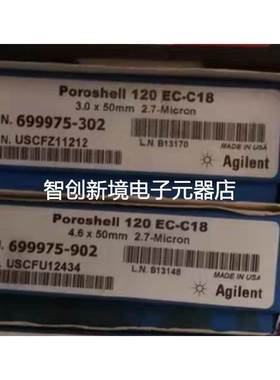 Poroshell 120 EC-C18
3.0 x 50mm 2.7-Micron
N. 699975-302
N. USCFZ11212
L.N B13170
MADE IN USA
Agilent
智创新境电子元器店
Poroshell 120 EC-C18
4.6 x 50mm 2.7-Micron
N. 699975-902
. USCFU12434
L.N. B13148
MADE IN USA
Agilent